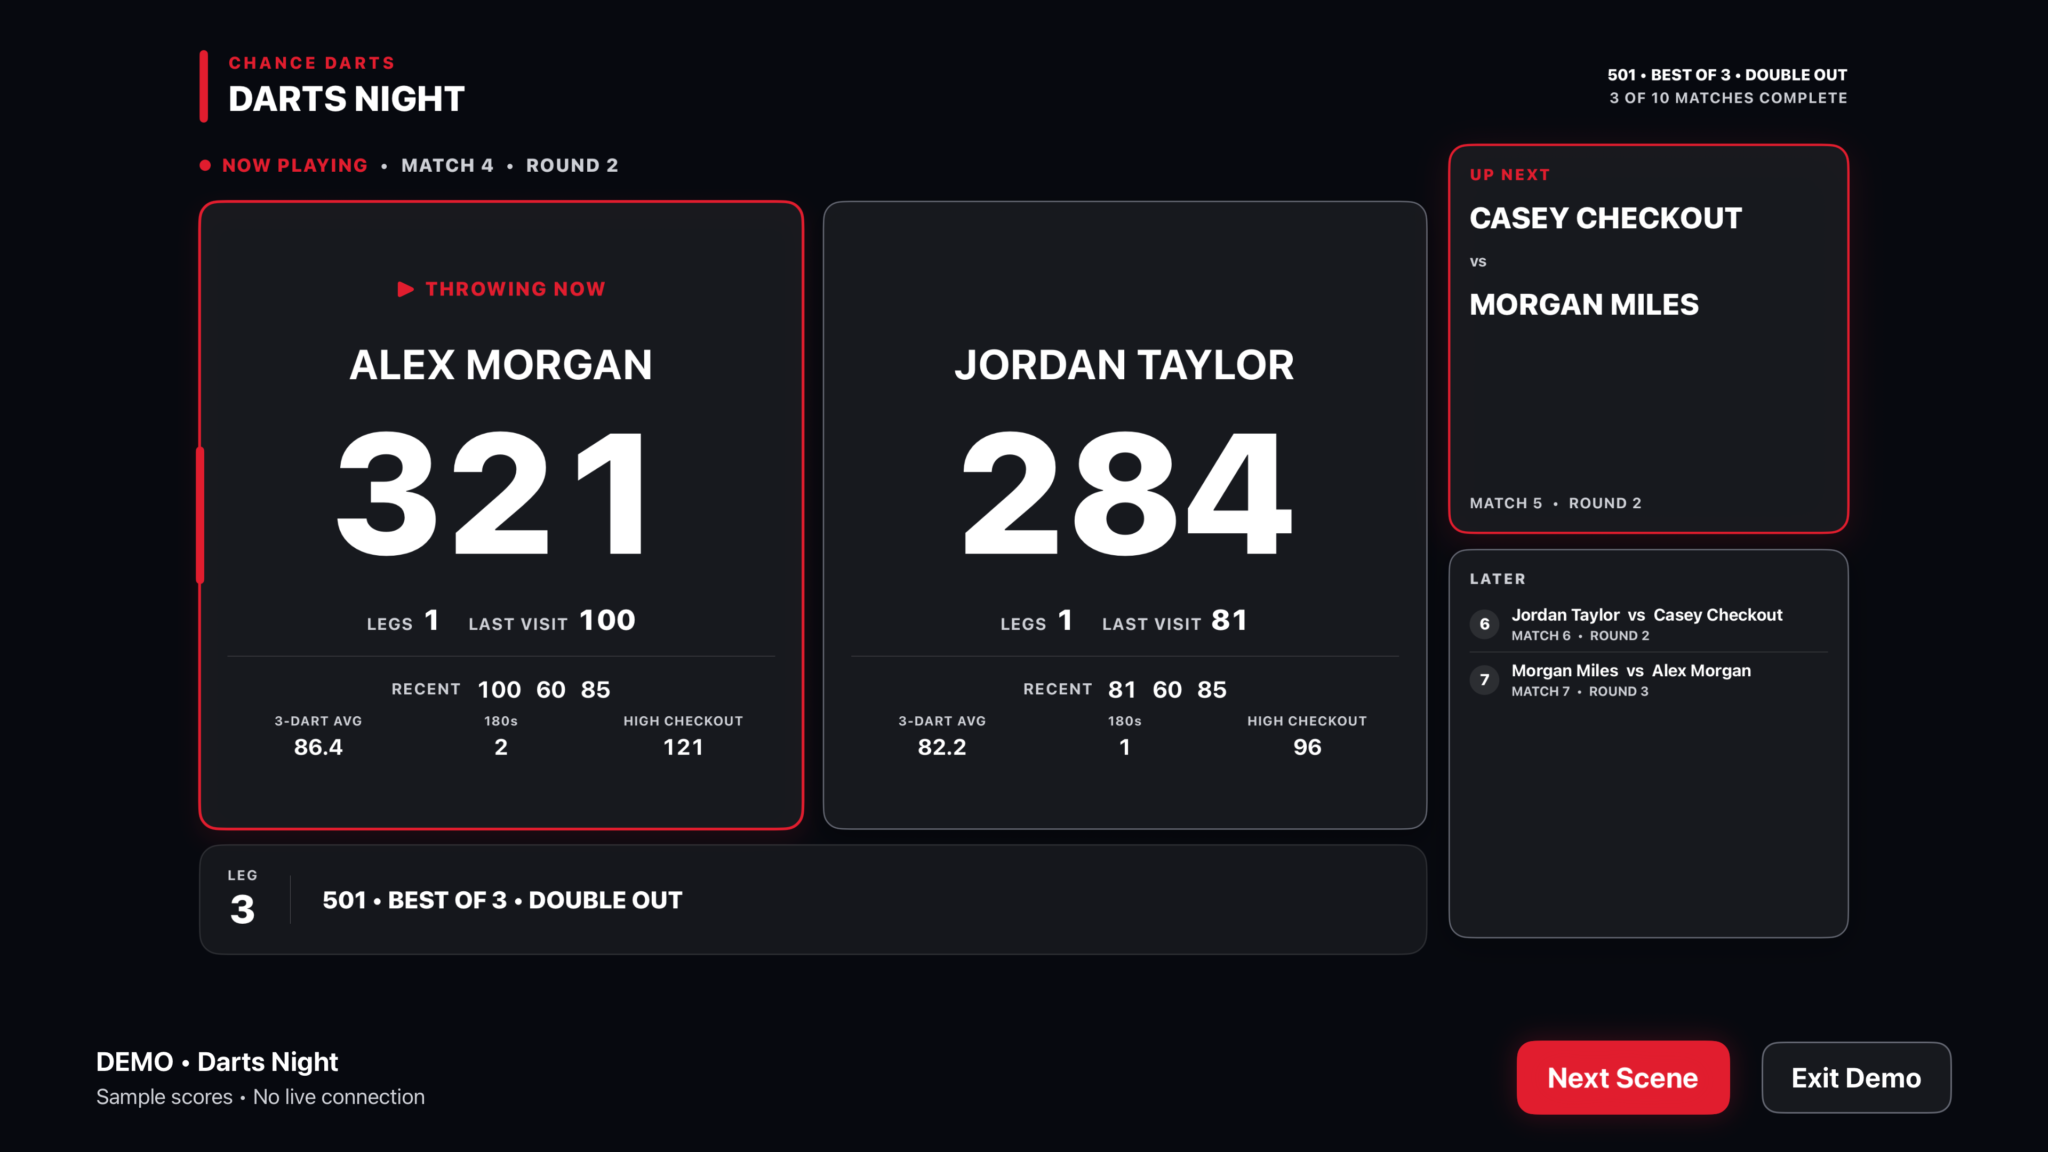 CHANCE DARTS
DARTS NIGHT
501 • BEST OF 3 • DOUBLE OUT
3 OF 10 MATCHES COMPLETE
NOW PLAYING • MATCH 4 • ROUND 2
THROWING NOW
ALEX MORGAN
321
LEGS 1 LAST VISIT 100
RECENT 100 60 85
3-DART AVG 180s HIGH CHECKOUT
86.4 2 121
JORDAN TAYLOR
284
LEGS 1 LAST VISIT 81
RECENT 81 60 85
3-DART AVG 180s HIGH CHECKOUT
82.2 1 96
LEG
3
501 • BEST OF 3 • DOUBLE OUT
UP NEXT
CASEY CHECKOUT
vs
MORGAN MILES
MATCH 5 • ROUND 2
LATER
6 Jordan Taylor vs Casey Checkout
MATCH 6 • ROUND 2
7 Morgan Miles vs Alex Morgan
MATCH 7 • ROUND 3
DEMO • Darts Night
Sample scores • No live connection
Next Scene
Exit Demo